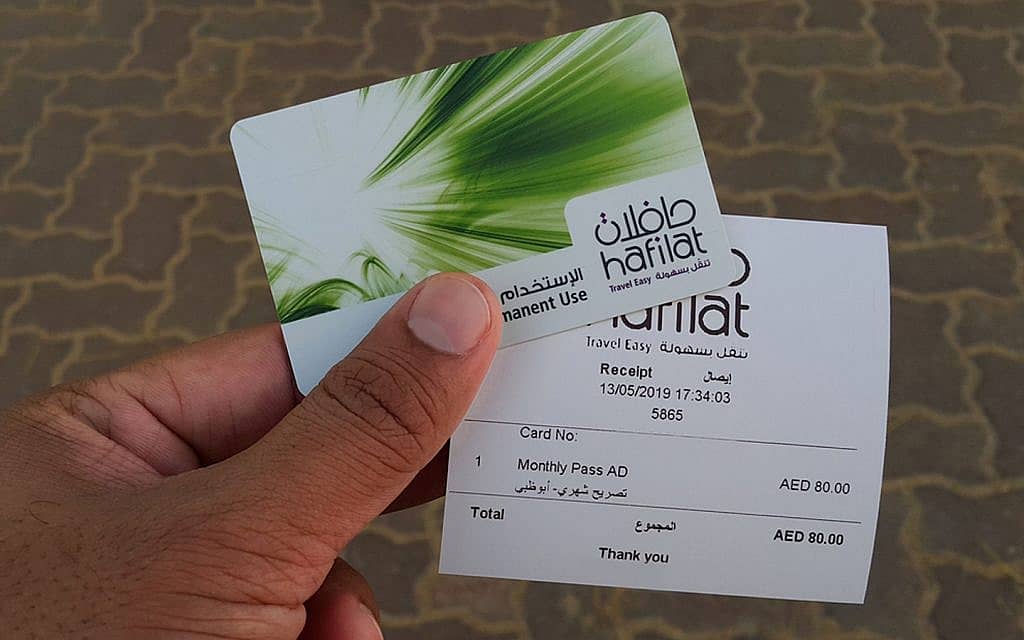 حافلات
hafilat
Travel Easy تنقل بسهولة
الإستخدام
manent Use
hafilat
Travel Easy تنقل بسهولة
Receipt إيصال
13/05/2019 17:34:03
5865
Card No:
1 Monthly Pass AD AED 80.00
تصريح شهري- أبوظبي
Total المجموع AED 80.00
Thank you